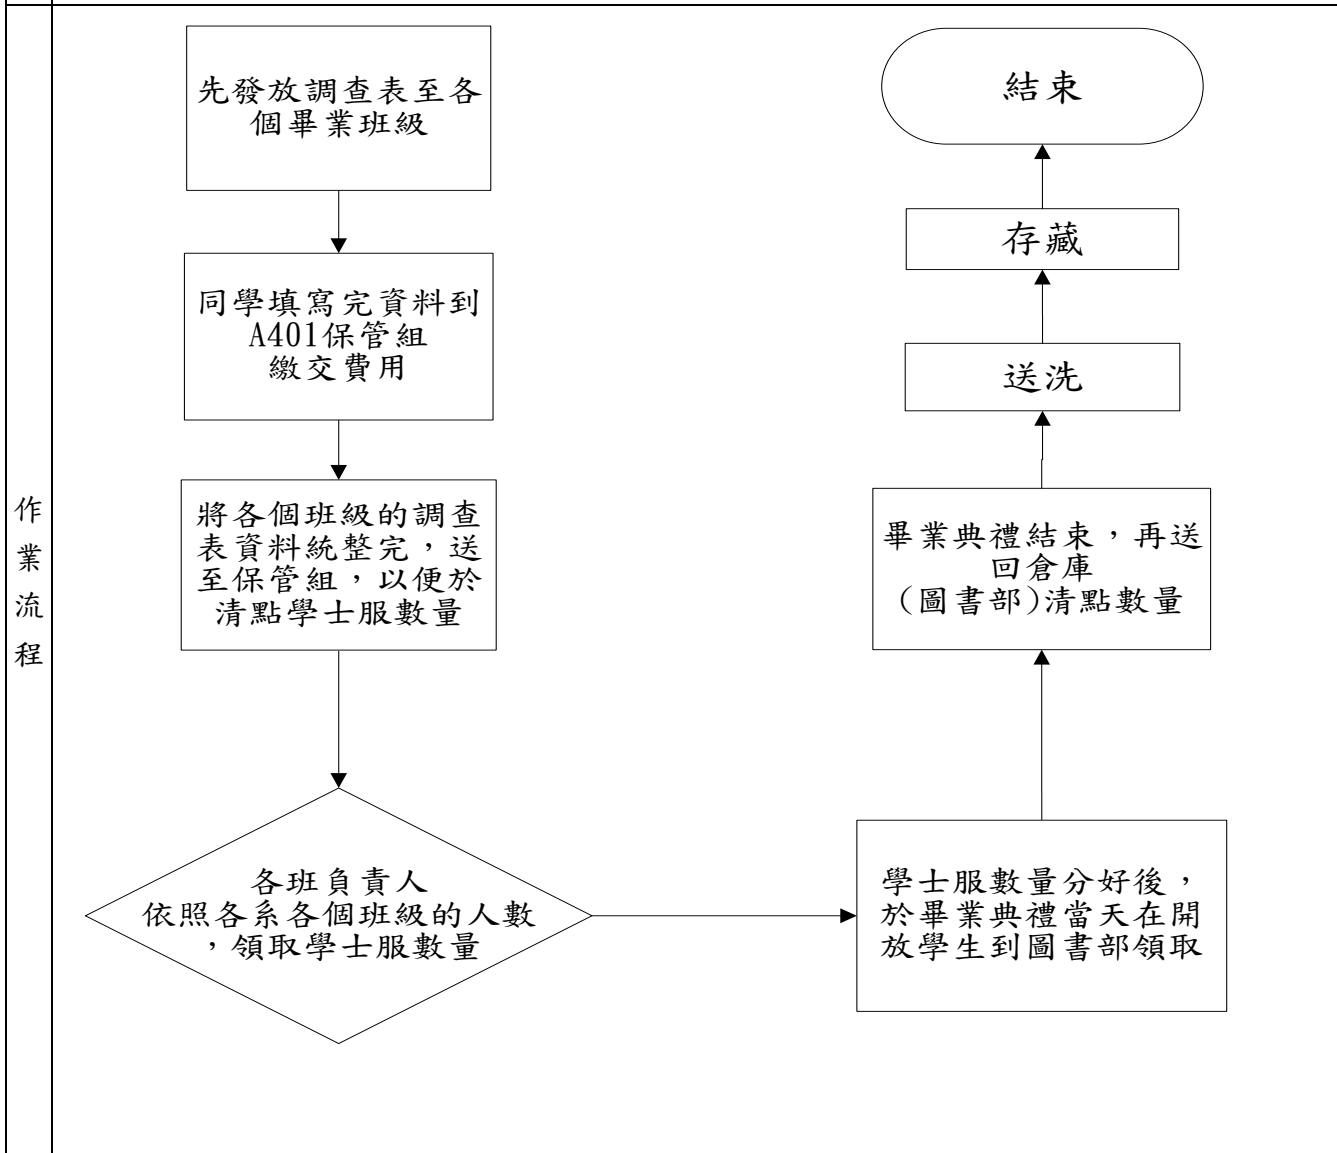 作
業
流
程
先發放調查表至各
個畢業班級
同學填寫完資料到
A401保管組
繳交費用
將各個班級的調查
表資料統整完，送
至保管組，以便於
清點學士服數量
各班負責人
依照各系各個班級的人數
，領取學士服數量
學士服數量分好後，
於畢業典禮當天在開
放學生到圖書部領取
畢業典禮結束，再送
回倉庫
(圖書部)清點數量
送洗
存藏
結束